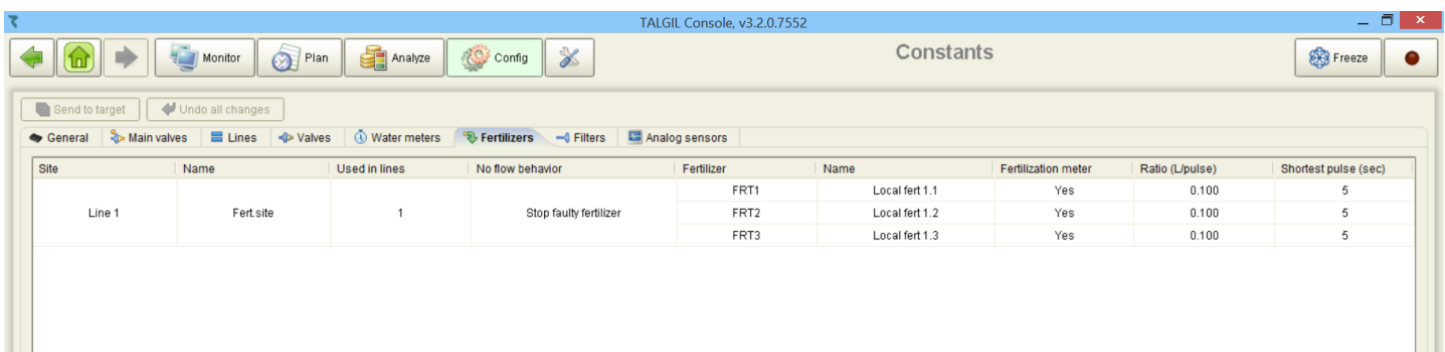 TALGIL Console, v3.2.0.7552
Monitor Plan Analyze Config Constants Freeze
Send to target Undo all changes
General Main valves Lines Valves Water meters Fertilizers Filters Analog sensors
Site Name Used in lines No flow behavior Fertilizer Name Fertilization meter Ratio (L/pulse) Shortest pulse (sec)
FRT1 Local fert 1.1 Yes 0.100 5
Line 1 Fert.site 1 Stop faulty fertilizer FRT2 Local fert 1.2 Yes 0.100 5
FRT3 Local fert 1.3 Yes 0.100 5